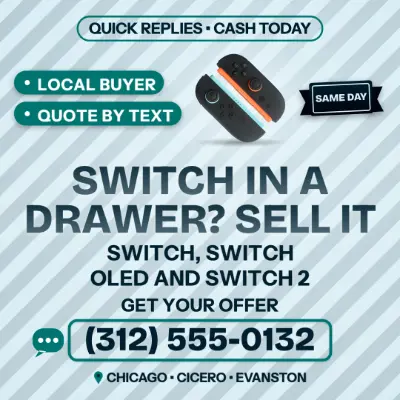 QUICK REPLIES • CASH TODAY
• LOCAL BUYER
• QUOTE BY TEXT
SAME DAY
SWITCH IN A
DRAWER? SELL IT
SWITCH, SWITCH
OLED AND SWITCH 2
GET YOUR OFFER
(312) 555-0132
CHICAGO • CICERO • EVANSTON